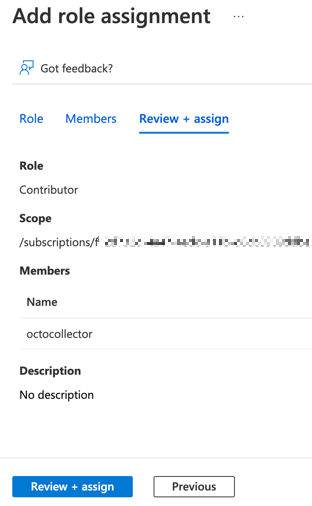 Add role assignment ...
Got feedback?
Role Members Review + assign
Role
Contributor
Scope
/subscriptions/f
Members
Name
octocollector
Description
No description
Review + assign Previous